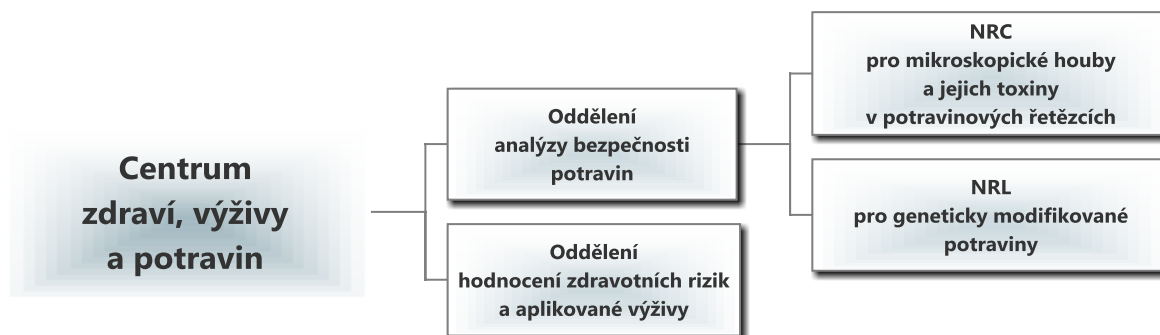 Centrum
zdraví, výživy
a potravin
Oddělení
analýzy bezpečnosti
potravin
Oddělení
hodnocení zdravotních rizik
a aplikované výživy
NRC
pro mikroskopické houby
a jejich toxiny
v potravinových řetězcích
NRL
pro geneticky modifikované
potraviny